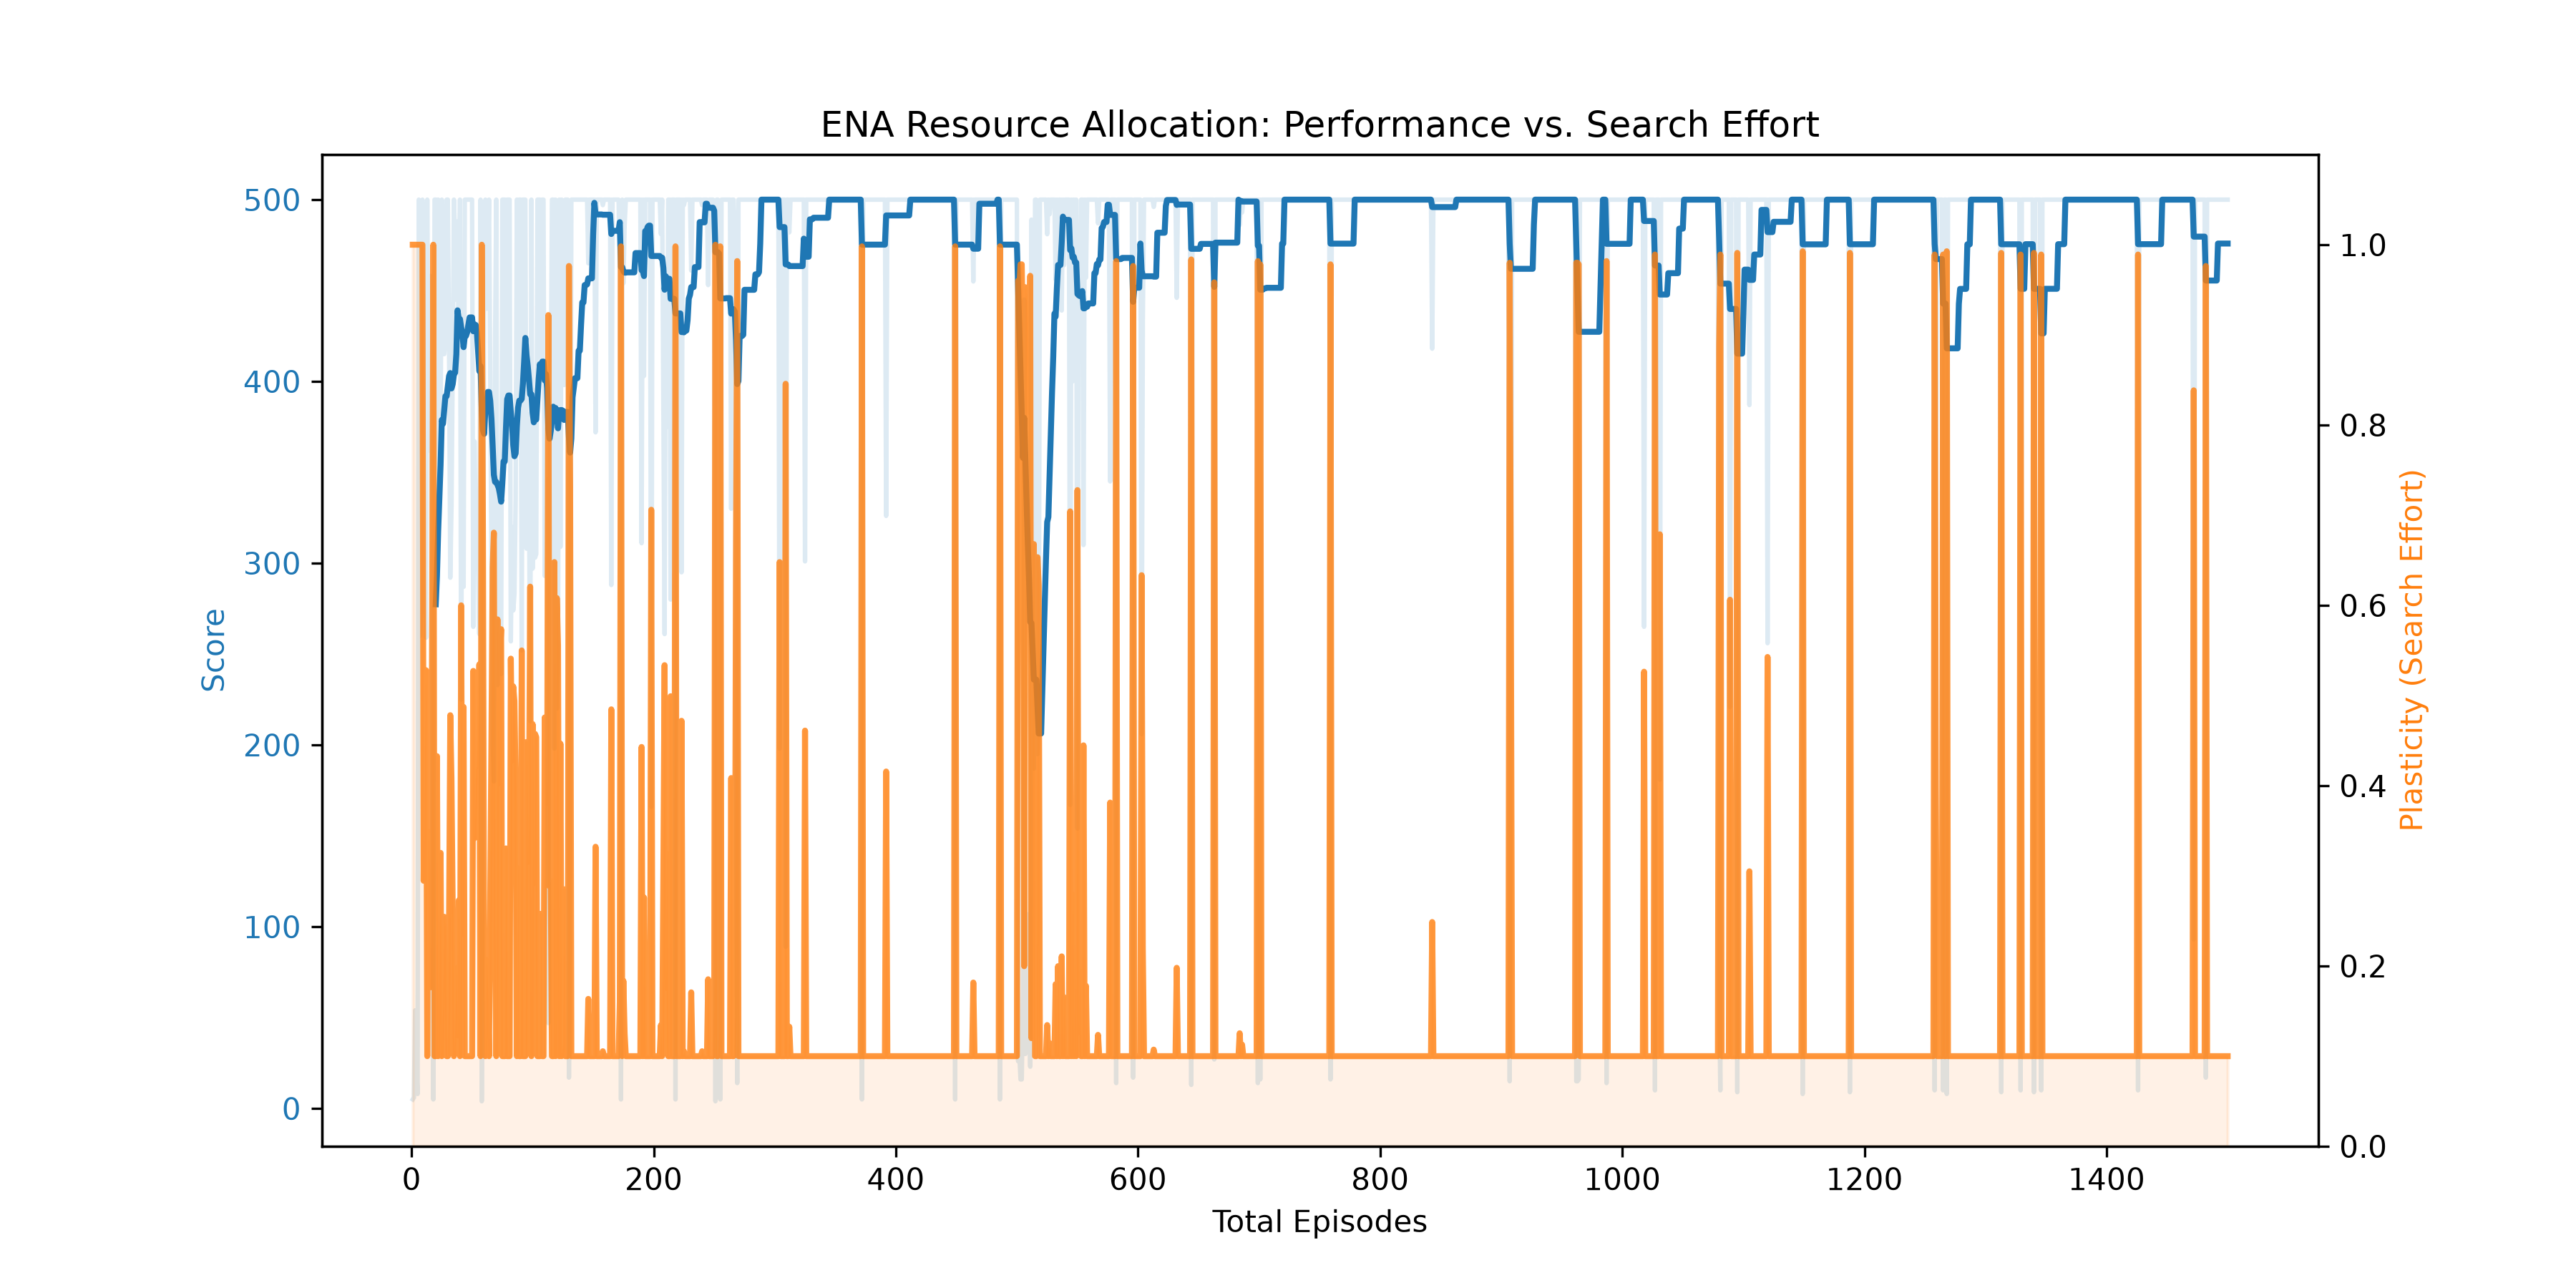 ENA Resource Allocation: Performance vs. Search Effort
500
400
300
200
100
0
Score
1.0
0.8
0.6
0.4
0.2
0.0
Plasticity (Search Effort)
0 200 400 600 800 1000 1200 1400
Total Episodes